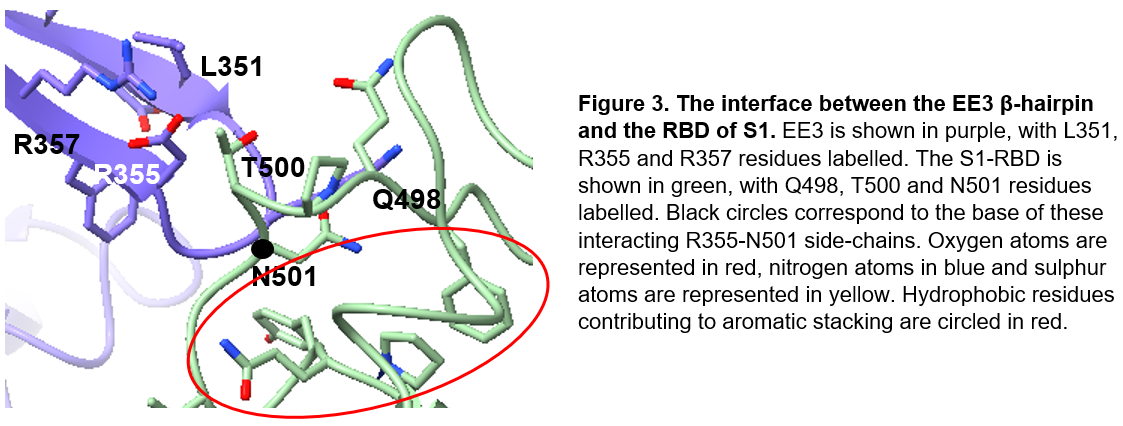 L351
R357
R355
T500
Q498
N501
Figure 3. The interface between the EE3 β-hairpin
and the RBD of S1. EE3 is shown in purple, with L351,
R355 and R357 residues labelled. The S1-RBD is
shown in green, with Q498, T500 and N501 residues
labelled. Black circles correspond to the base of these
interacting R355-N501 side-chains. Oxygen atoms are
represented in red, nitrogen atoms in blue and sulphur
atoms are represented in yellow. Hydrophobic residues
contributing to aromatic stacking are circled in red.